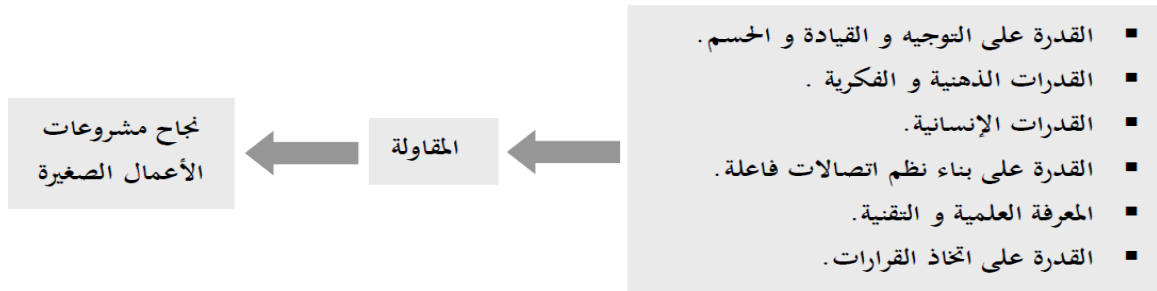 ▪ القدرة على التوجيه و القيادة و الحسم.
▪ القدرات الذهنية و الفكرية .
▪ القدرات الإنسانية.
▪ القدرة على بناء نظم اتصالات فاعلة.
▪ المعرفة العلمية و التقنية.
▪ القدرة على اتخاذ القرارات.
المقاولة
نجاح مشروعات
الأعمال الصغيرة